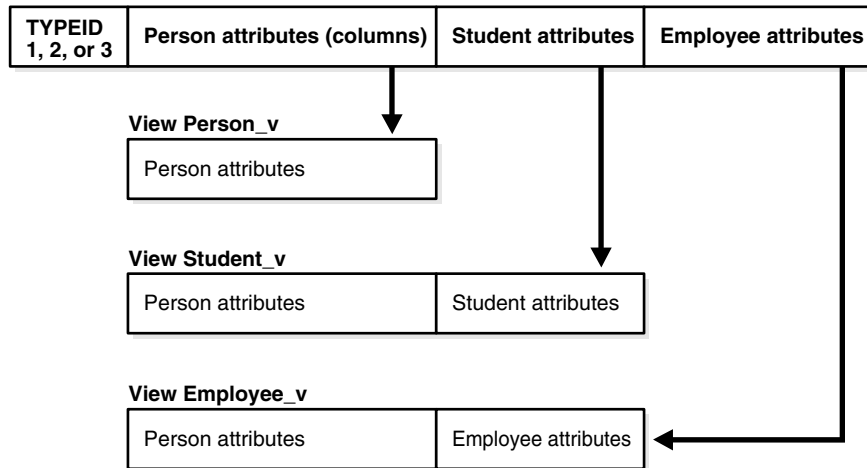 TYPEID
1, 2, or 3
Person attributes (columns)
Student attributes
Employee attributes
View Person_v
Person attributes
View Student_v
Person attributes
Student attributes
View Employee_v
Person attributes
Employee attributes